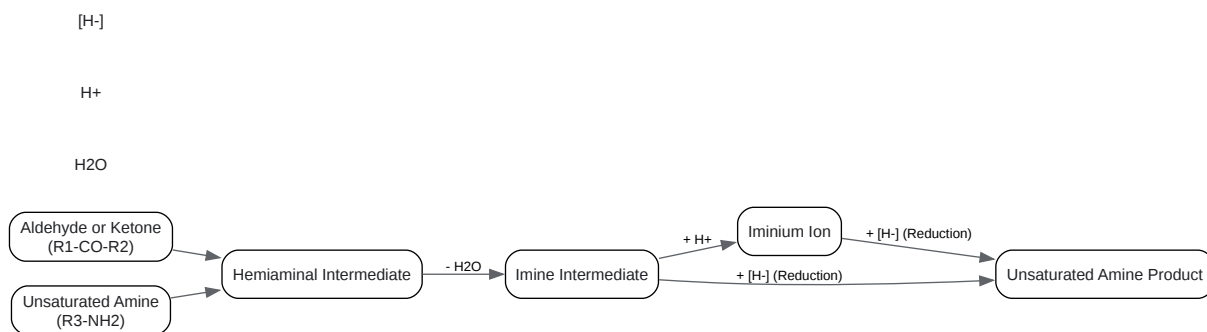 [H-]
H+
H2O
Aldehyde or Ketone
(R1-CO-R2)
Unsaturated Amine
(R3-NH2)
Hemiaminal Intermediate
- H2O
Imine Intermediate
+ H+
Iminium Ion
+ [H-] (Reduction)
+ [H-] (Reduction)
Unsaturated Amine Product